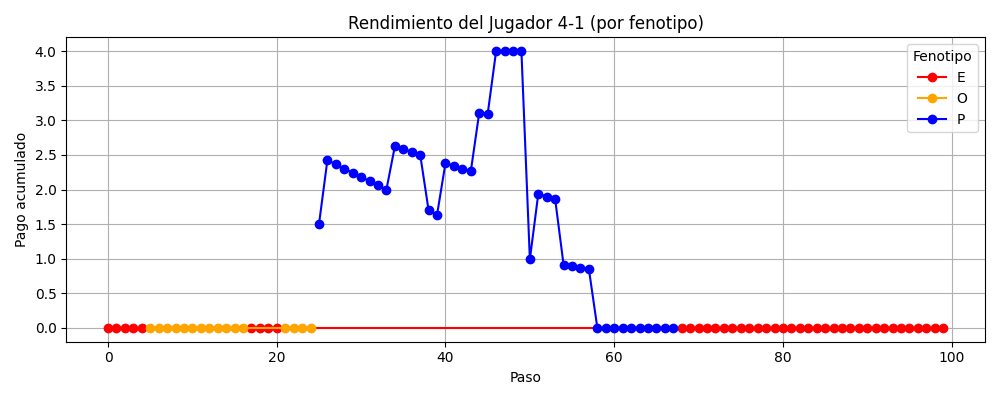 Rendimiento del Jugador 4-1 (por fenotipo)
Pago acumulado
4.0
3.5
3.0
2.5
2.0
1.5
1.0
0.5
0.0
Fenotipo
E
O
P
0 20 40 60 80 100
Paso